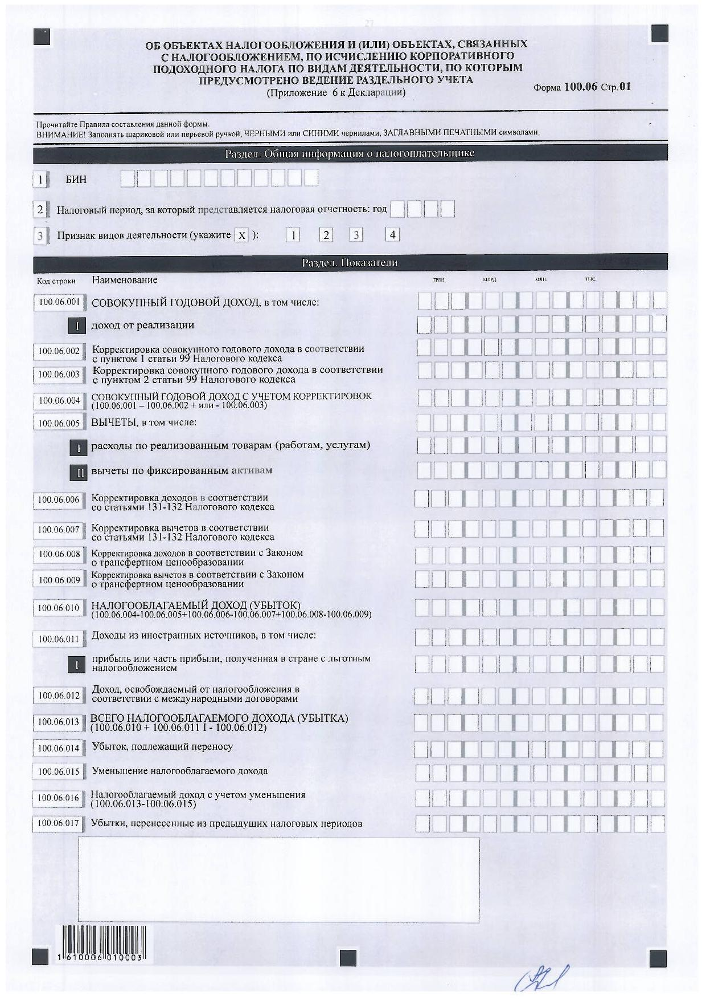 27
ОБ ОБЪЕКТАХ НАЛОГООБЛОЖЕНИЯ И (ИЛИ) ОБЪЕКТАХ, СВЯЗАННЫХ
С НАЛОГООБЛОЖЕНИЕМ, ПО ИСЧИСЛЕНИЮ КОРПОРАТИВНОГО
ПОДОХОДНОГО НАЛОГА ПО ВИДАМ ДЕЯТЕЛЬНОСТИ, ПО КОТОРЫМ
ПРЕДУСМОТРЕНО ВЕДЕНИЕ РАЗДЕЛЬНОГО УЧЕТА
(Приложение 6 к Декларации)
Форма 100.06 Стр.01
Прочитайте Правила составления данной формы.
ВНИМАНИЕ! Заполнять шариковой или перьевой ручкой, ЧЕРНЫМИ или СИНИМИ чернилами, ЗАГЛАВНЫМИ ПЕЧАТНЫМИ символами.
Раздел. Общая информация о налогоплательщике
1 БИН
2 Налоговый период, за который представляется налоговая отчетность: год
3 Признак видов деятельности (укажите X ): 1 2 3 4
Раздел. Показатели
Код строки Наименование трлн. млрд. млн. тыс.
100.06.001 СОВОКУПНЫЙ ГОДОВОЙ ДОХОД, в том числе:
I доход от реализации
100.06.002 Корректировка совокупного годового дохода в соответствии
с пунктом 1 статьи 99 Налогового кодекса
100.06.003 Корректировка совокупного годового дохода в соответствии
с пунктом 2 статьи 99 Налогового кодекса
100.06.004 СОВОКУПНЫЙ ГОДОВОЙ ДОХОД С УЧЕТОМ КОРРЕКТИРОВОК
(100.06.001 – 100.06.002 + или - 100.06.003)
100.06.005 ВЫЧЕТЫ, в том числе:
I расходы по реализованным товарам (работам, услугам)
II вычеты по фиксированным активам
100.06.006 Корректировка доходов в соответствии
со статьями 131-132 Налогового кодекса
100.06.007 Корректировка вычетов в соответствии
со статьями 131-132 Налогового кодекса
100.06.008 Корректировка доходов в соответствии с Законом
о трансфертном ценообразовании
100.06.009 Корректировка вычетов в соответствии с Законом
о трансфертном ценообразовании
100.06.010 НАЛОГООБЛАГАЕМЫЙ ДОХОД (УБЫТОК)
(100.06.004-100.06.005+100.06.006-100.06.007+100.06.008-100.06.009)
100.06.011 Доходы из иностранных источников, в том числе:
I прибыль или часть прибыли, полученная в стране с льготным
налогообложением
100.06.012 Доход, освобождаемый от налогообложения в
соответствии с международными договорами
100.06.013 ВСЕГО НАЛОГООБЛАГАЕМОГО ДОХОДА (УБЫТКА)
(100.06.010 + 100.06.011 I - 100.06.012)
100.06.014 Убыток, подлежащий переносу
100.06.015 Уменьшение налогооблагаемого дохода
100.06.016 Налогооблагаемый доход с учетом уменьшения
(100.06.013-100.06.015)
100.06.017 Убытки, перенесенные из предыдущих налоговых периодов
1 610006 010003